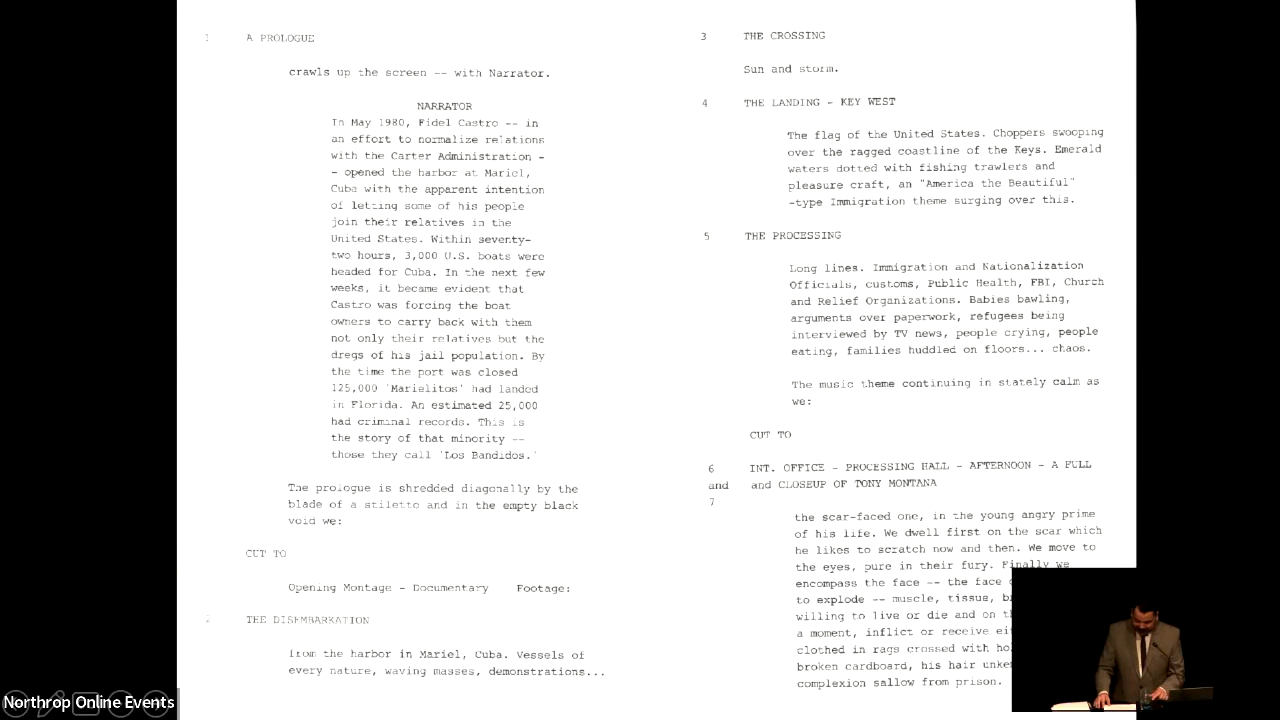 1 A PROLOGUE
crawls up the screen -- with Narrator.
NARRATOR
In May 1980, Fidel Castro -- in
an effort to normalize relations
with the Carter Administration -
- opened the harbor at Mariel,
Cuba with the apparent intention
of letting some of his people
join their relatives in the
United States. Within seventy-
two hours, 3,000 U.S. boats were
headed for Cuba. In the next few
weeks, it became evident that
Castro was forcing the boat
owners to carry back with them
not only their relatives but the
dregs of his jail population. By
the time the port was closed
125,000 'Marielitos' had landed
in Florida. An estimated 25,000
had criminal records. This is
the story of that minority --
those they call 'Los Bandidos.'
The prologue is shredded diagonally by the
blade of a stiletto and in the empty black
void we:
CUT TO
Opening Montage - Documentary Footage:
2 THE DISEMBARKATION
from the harbor in Mariel, Cuba. Vessels of
every nature, waving masses, demonstrations...
3 THE CROSSING
Sun and storm.
4 THE LANDING - KEY WEST
The flag of the United States. Choppers swooping
over the ragged coastline of the Keys. Emerald
waters dotted with fishing trawlers and
pleasure craft, an "America the Beautiful"
-type Immigration theme surging over this.
5 THE PROCESSING
Long lines. Immigration and Nationalization
Officials, customs, Public Health, FBI, Church
and Relief Organizations. Babies bawling,
arguments over paperwork, refugees being
interviewed by TV news, people crying, people
eating, families huddled on floors... chaos.
The music theme continuing in stately calm as
we:
CUT TO
6 INT. OFFICE - PROCESSING HALL - AFTERNOON - A FULL
and and CLOSEUP OF TONY MONTANA
7
the scar-faced one, in the young angry prime
of his life. We dwell first on the scar which
he likes to scratch now and then. We move to
the eyes, pure in their fury. Finally we
encompass the face -- the face
to explode -- muscle, tissue,
willing to live or die and on
a moment, inflict or receive
clothed in rags crossed with
broken cardboard, his hair
complexion sallow from prison.
Northrop Online Events